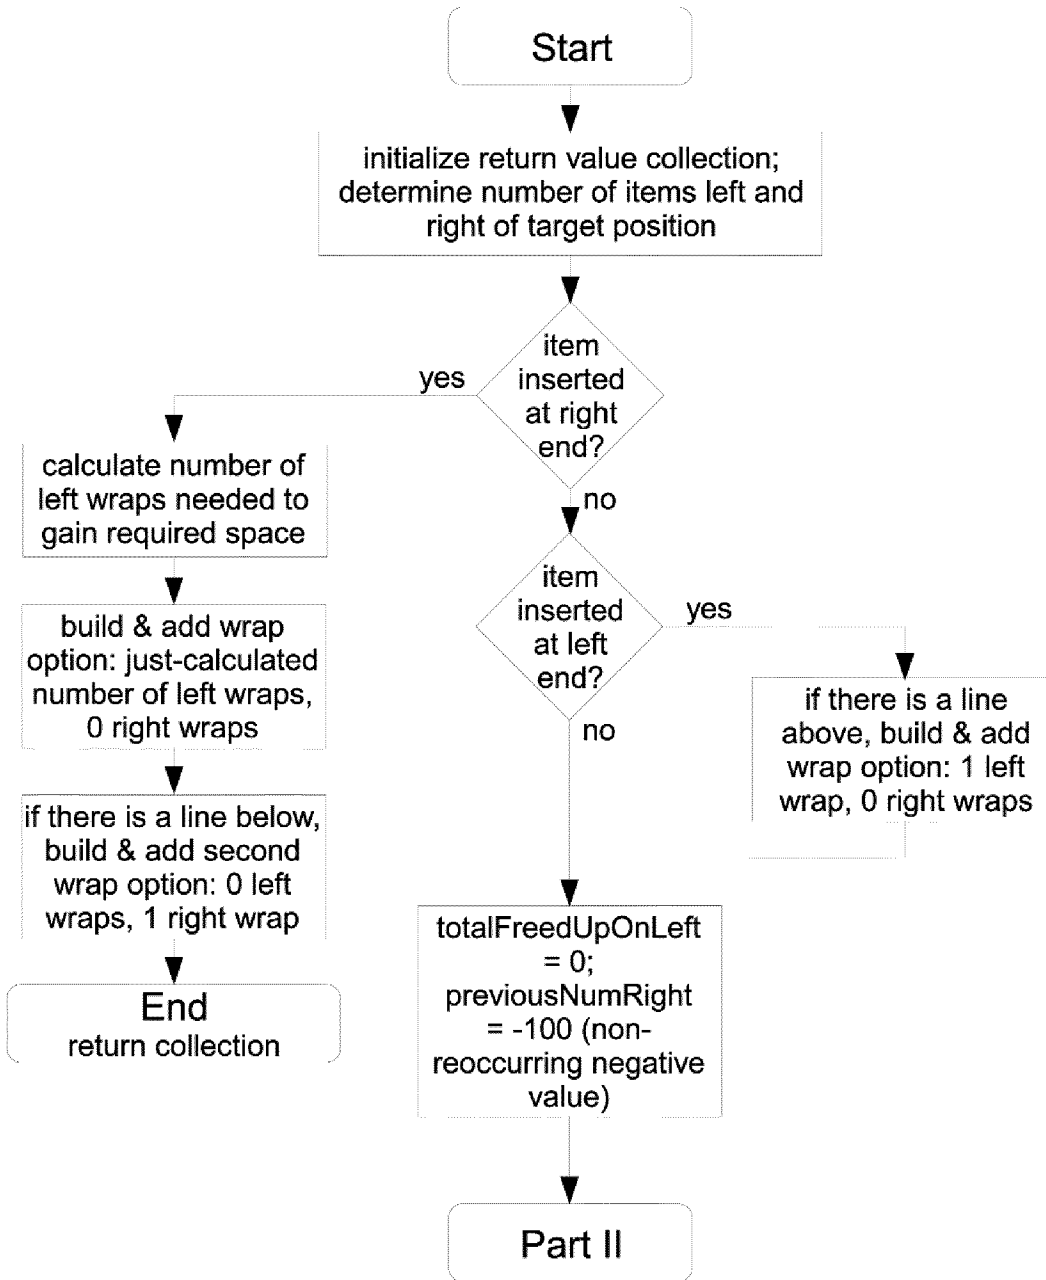 Start
initialize return value collection;
determine number of items left and
right of target position
item
inserted
at right
end?
yes
no
calculate number of
left wraps needed to
gain required space
build & add wrap
option: just-calculated
number of left wraps,
0 right wraps
if there is a line below,
build & add second
wrap option: 0 left
wraps, 1 right wrap
End
return collection
item
inserted
at left
end?
yes
no
if there is a line
above, build & add
wrap option: 1 left
wrap, 0 right wraps
totalFreedUpOnLeft
= 0;
previousNumRight
= -100 (non-
reoccurring negative
value)
Part II